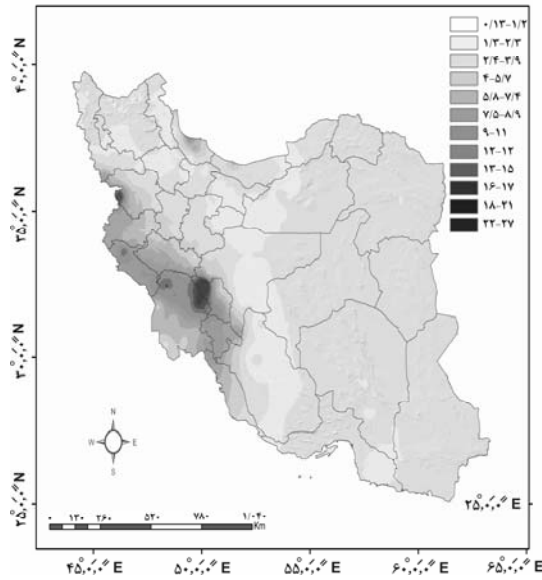 ۰/۱۳-۱/۲
۱/۳-۲/۳
۲/۴-۳/۹
۴-۵/۷
۵/۸-۷/۴
۷/۵-۸/۹
۹-۱۱
۱۲-۱۲
۱۳-۱۵
۱۶-۱۷
۱۸-۲۱
۲۲-۲۷
۴۰°,۰,۰" N
۳۵°,۰,۰" N
۳۰°,۰,۰" N
۲۵°,۰,۰" N
۲۵°,۰,۰" E
N
W E
S
۰ ۱۳۰ ۲۶۰ ۵۲۰ ۷۸۰ ۱/۰۴۰
Km
۴۵°,۰,۰" E
۵۰°,۰,۰" E
۵۵°,۰,۰" E
۶۰°,۰,۰" E
۶۵°,۰,۰" E